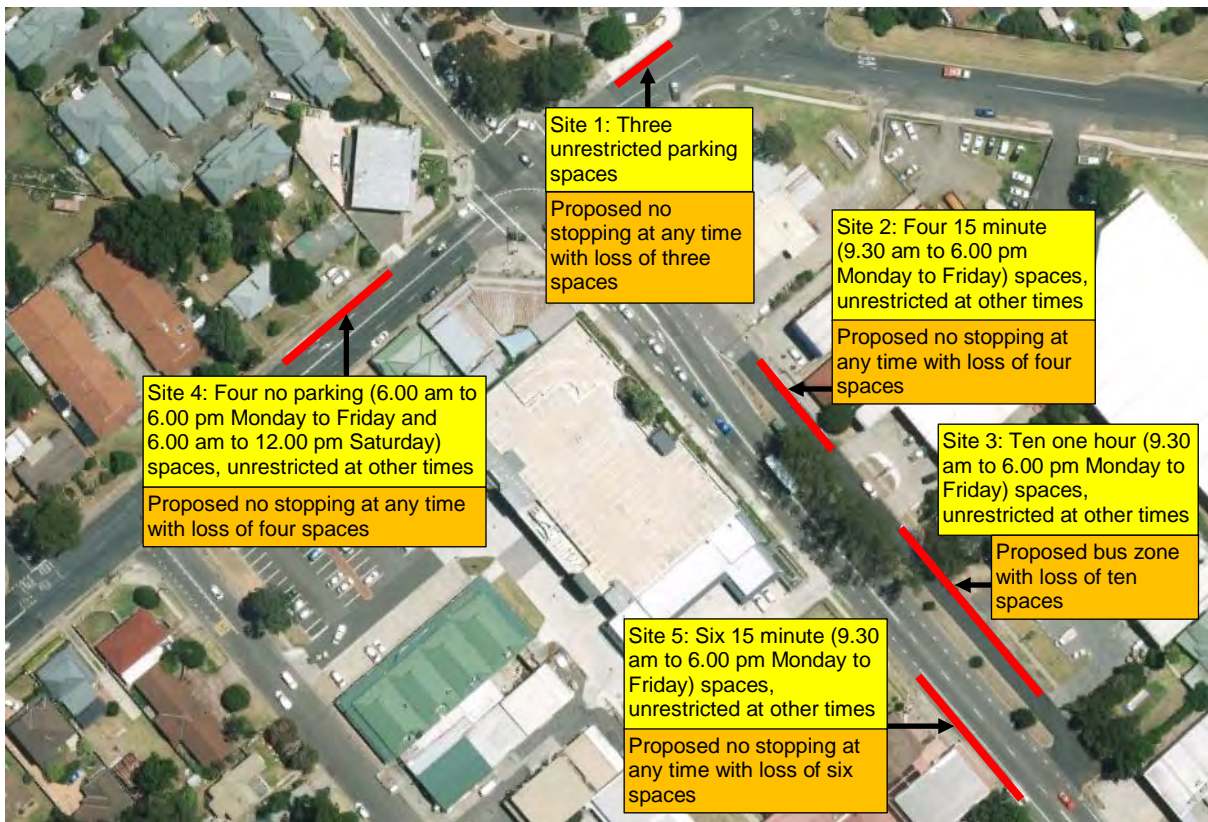 Site 1: Three
unrestricted parking
spaces
Proposed no
stopping at any time
with loss of three
spaces
Site 2: Four 15 minute
(9.30 am to 6.00 pm
Monday to Friday) spaces,
unrestricted at other times
Proposed no stopping at
any time with loss of four
spaces
Site 4: Four no parking (6.00 am to
6.00 pm Monday to Friday and
6.00 am to 12.00 pm Saturday)
spaces, unrestricted at other times
Proposed no stopping at any time
with loss of four spaces
Site 3: Ten one hour (9.30
am to 6.00 pm Monday to
Friday) spaces,
unrestricted at other times
Proposed bus zone
with loss of ten
spaces
Site 5: Six 15 minute (9.30
am to 6.00 pm Monday to
Friday) spaces,
unrestricted at other times
Proposed no stopping at
any time with loss of six
spaces